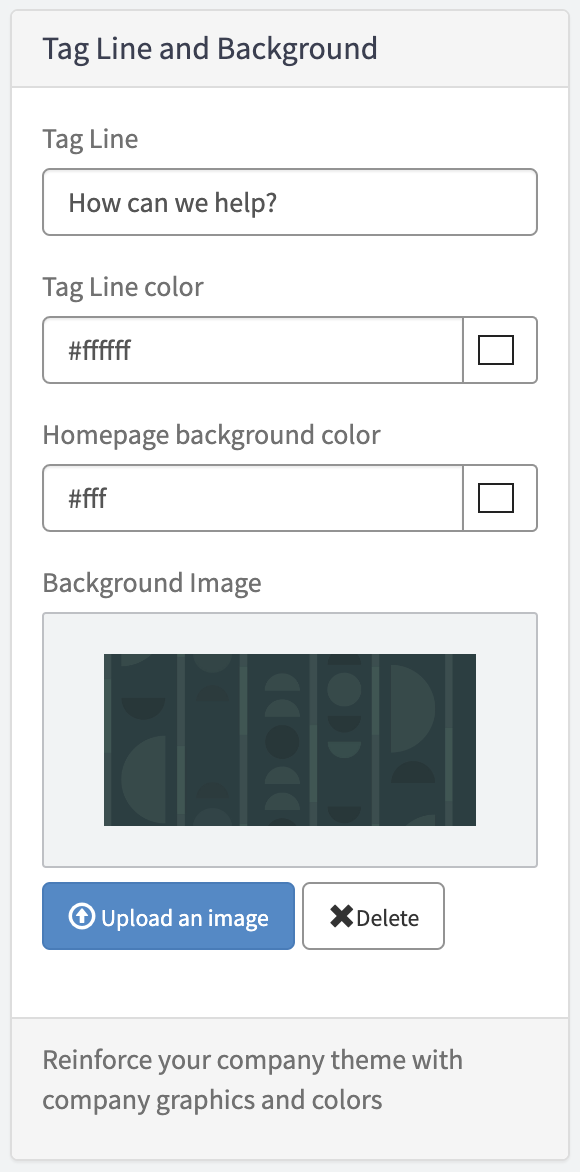 Tag Line and Background
Tag Line
How can we help?
Tag Line color
#ffffff
Homepage background color
#fff
Background Image
Upload an image
Delete
Reinforce your company theme with
company graphics and colors